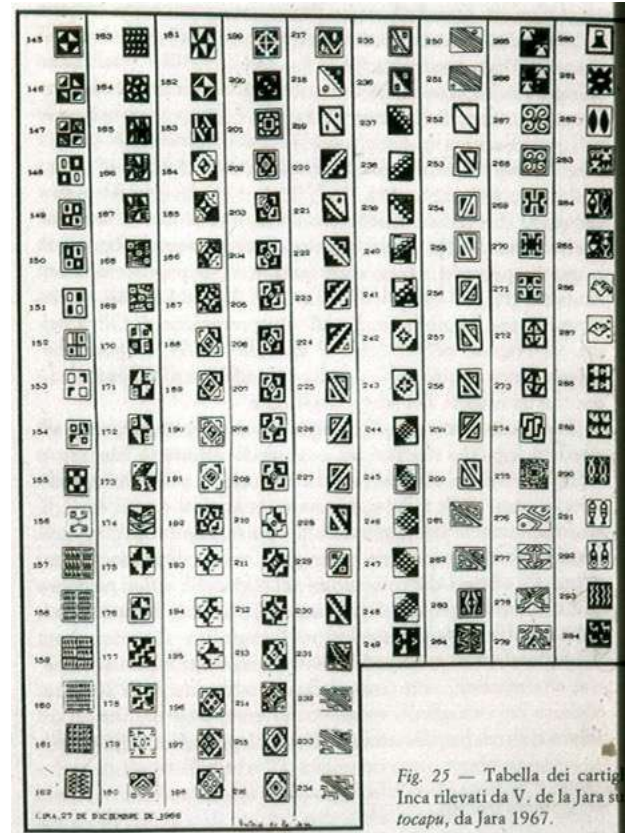 145 163 181 199 217 235 250 265 280
146 164 182 200 218 236 251 266 281
147 165 183 201 219 237 252 267 282
148 166 184 202 220 238 253 268 283
149 167 185 203 221 239 254 269 284
150 168 186 204 222 240 255 270 285
151 169 187 205 223 241 256 271 286
152 170 188 206 224 242 257 272 287
153 171 189 207 225 243 258 273 288
154 172 190 208 226 244 259 274 289
155 173 191 209 227 245 260 275 290
156 174 192 210 228 246 261 276 291
157 175 193 211 229 247 262 277 292
158 176 194 212 230 248 263 278 293
159 177 195 213 231 249 264 279 294
160 178 196 214 232
161 179 197 215 233
162 180 198 216 234
LIMA, 27 DE DICIEMBRE DE 1966
Fig. 25 — Tabella dei cartigl
Inca rilevati da V. de la Jara su
tocapu, da Jara 1967.